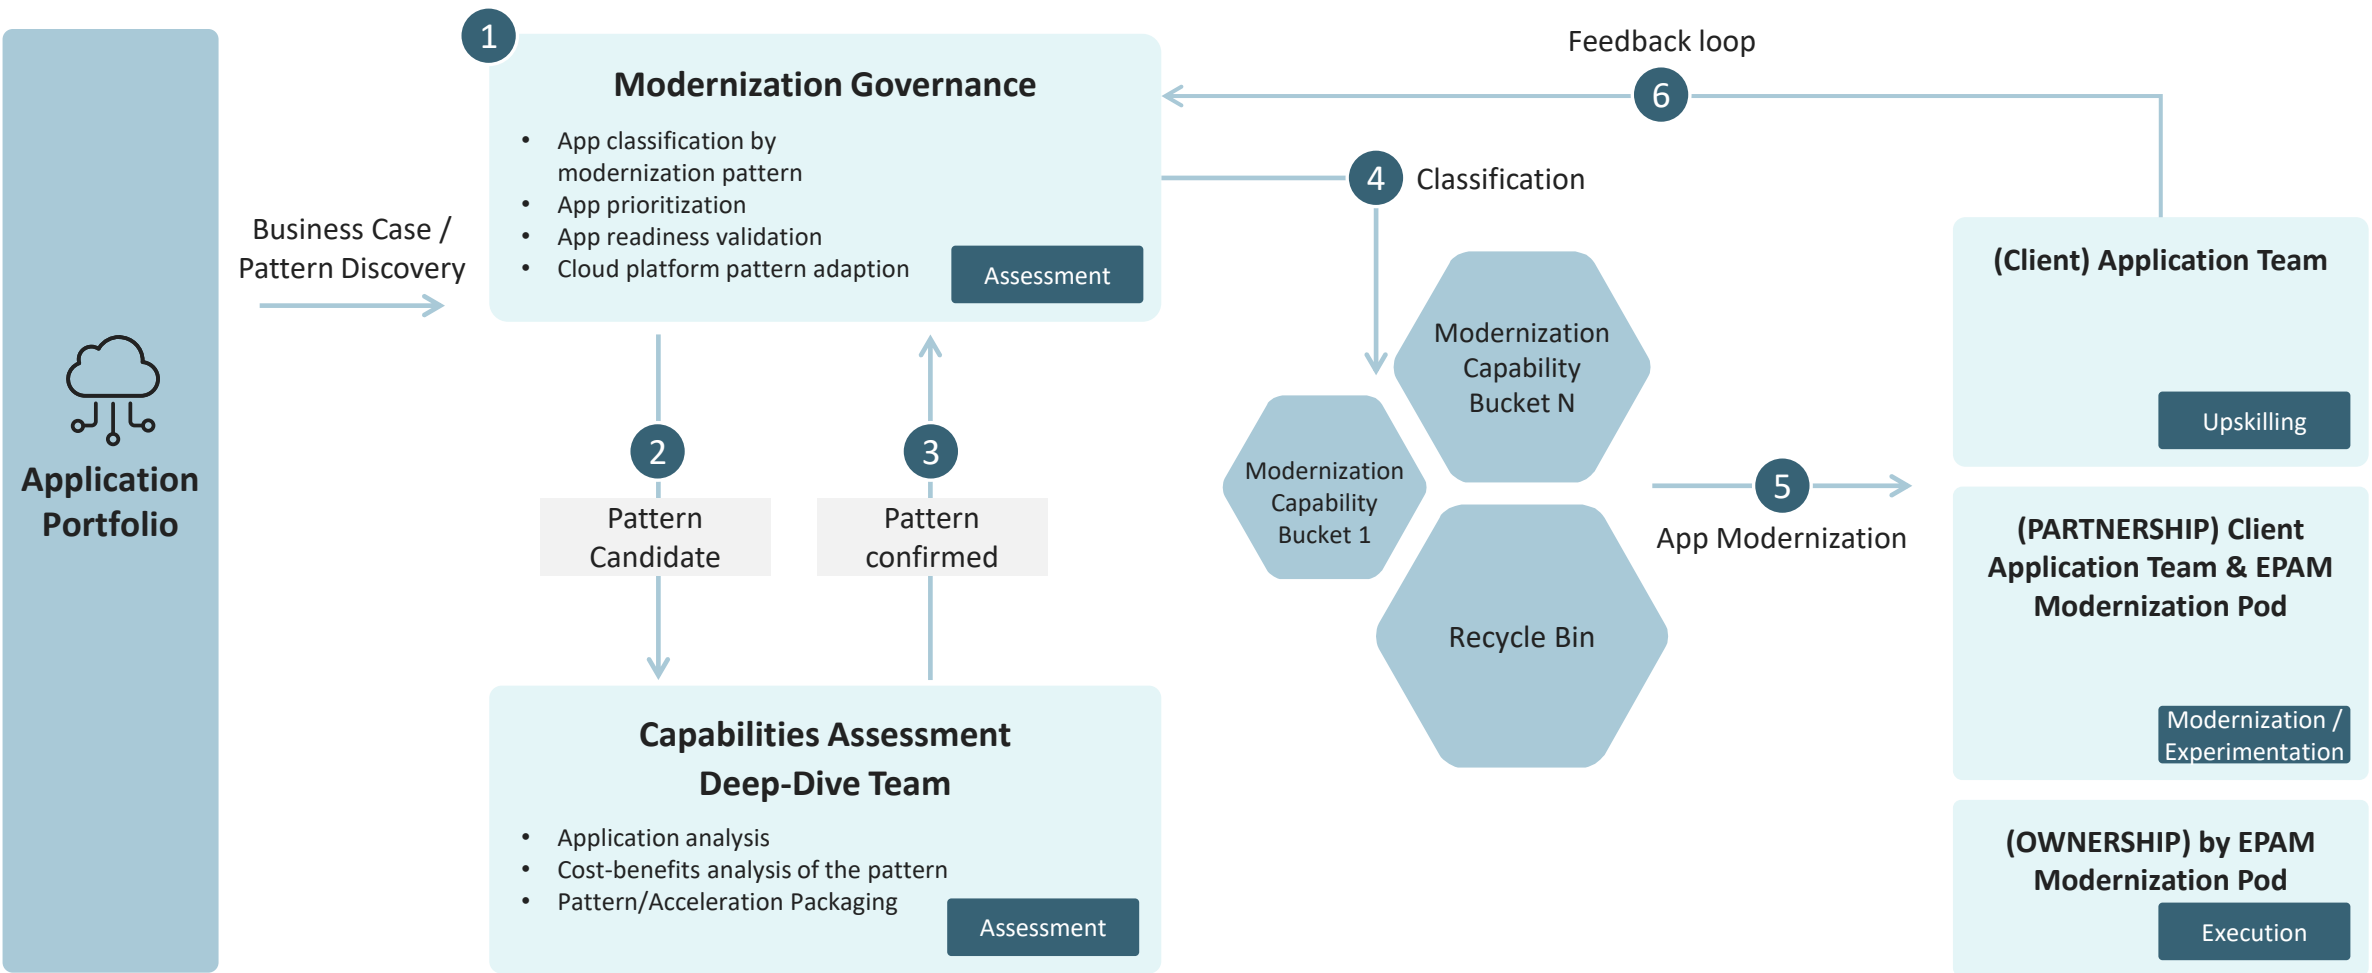 Application
Portfolio
Business Case /
Pattern Discovery
1
Modernization Governance
• App classification by
modernization pattern
• App prioritization
• App readiness validation
• Cloud platform pattern adaption
Assessment
2
Pattern
Candidate
3
Pattern
confirmed
Capabilities Assessment
Deep-Dive Team
• Application analysis
• Cost-benefits analysis of the pattern
• Pattern/Acceleration Packaging
Assessment
4
Classification
Modernization
Capability
Bucket N
Modernization
Capability
Bucket 1
Recycle Bin
5
App Modernization
Feedback loop
6
(Client) Application Team
Upskilling
(PARTNERSHIP) Client
Application Team & EPAM
Modernization Pod
Modernization /
Experimentation
(OWNERSHIP) by EPAM
Modernization Pod
Execution